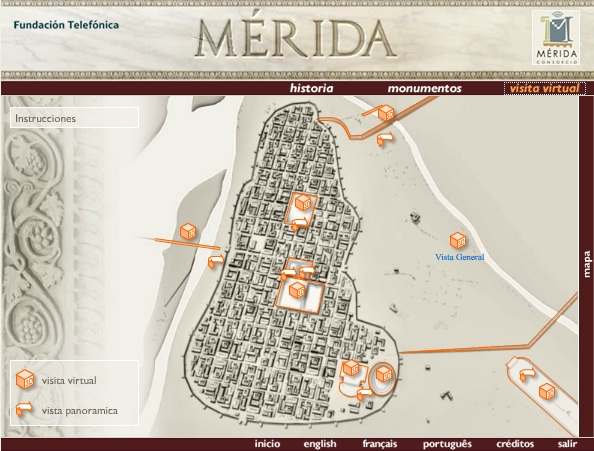 Fundación Telefónica
MÉRIDA
MÉRIDA
CONSORCIO
historia monumentos visita virtual
Instrucciones
Vista General
mapa
visita virtual
vista panoramica
inicio english français português créditos salir